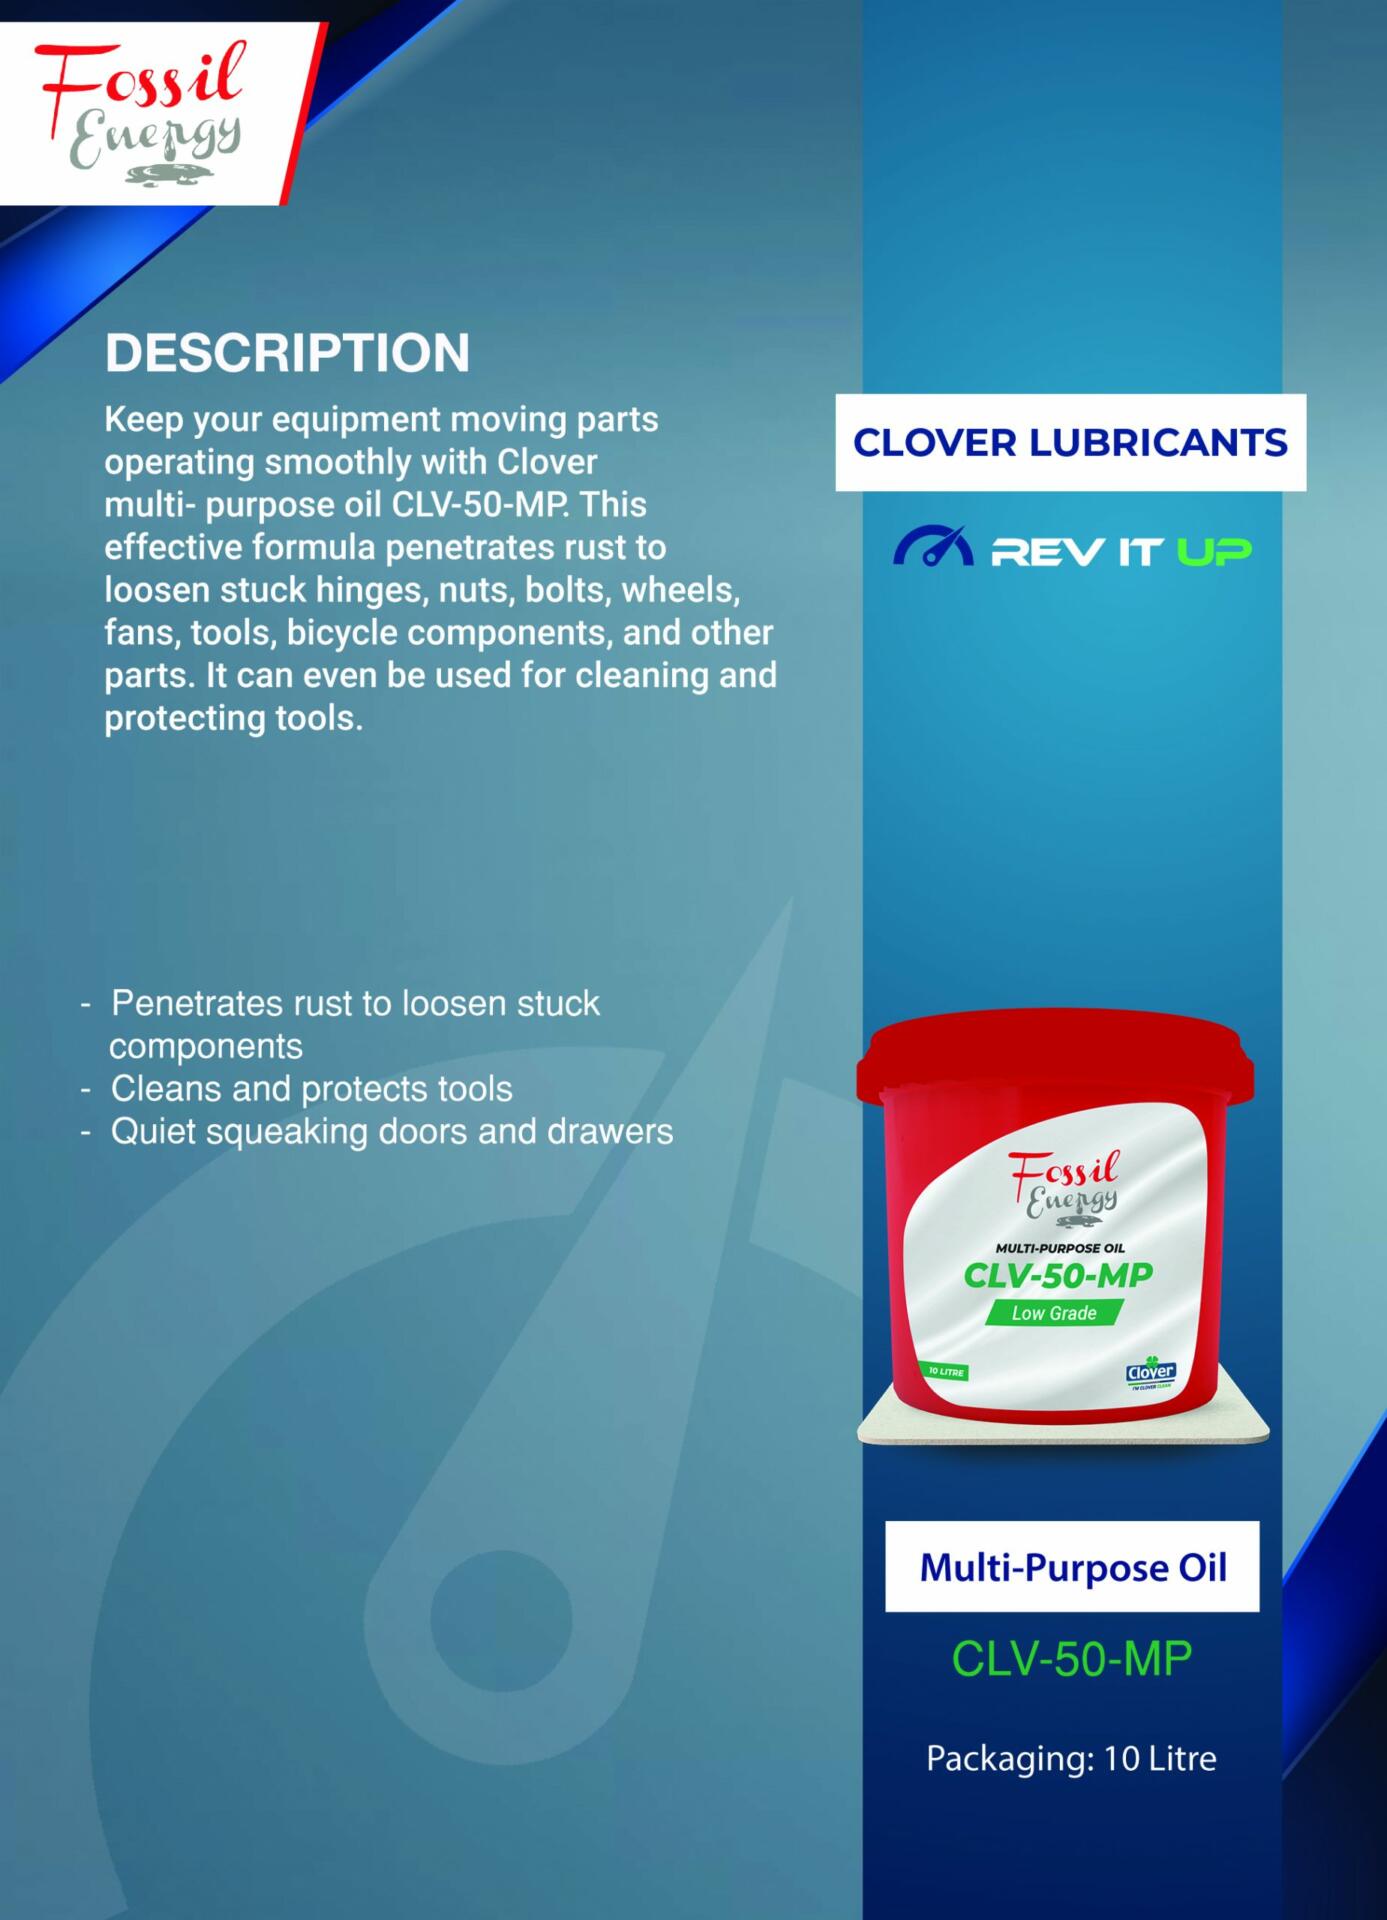 Fossil
Energy
DESCRIPTION
Keep your equipment moving parts
operating smoothly with Clover
multi- purpose oil CLV-50-MP. This
effective formula penetrates rust to
loosen stuck hinges, nuts, bolts, wheels,
fans, tools, bicycle components, and other
parts. It can even be used for cleaning and
protecting tools.
- Penetrates rust to loosen stuck
components
- Cleans and protects tools
- Quiet squeaking doors and drawers
CLOVER LUBRICANTS
REV IT UP
Fossil
Energy
MULTI-PURPOSE OIL
CLV-50-MP
Low Grade
10 LITRE
Clover
I'M CLOVER CLEAN
Multi-Purpose Oil
CLV-50-MP
Packaging: 10 Litre